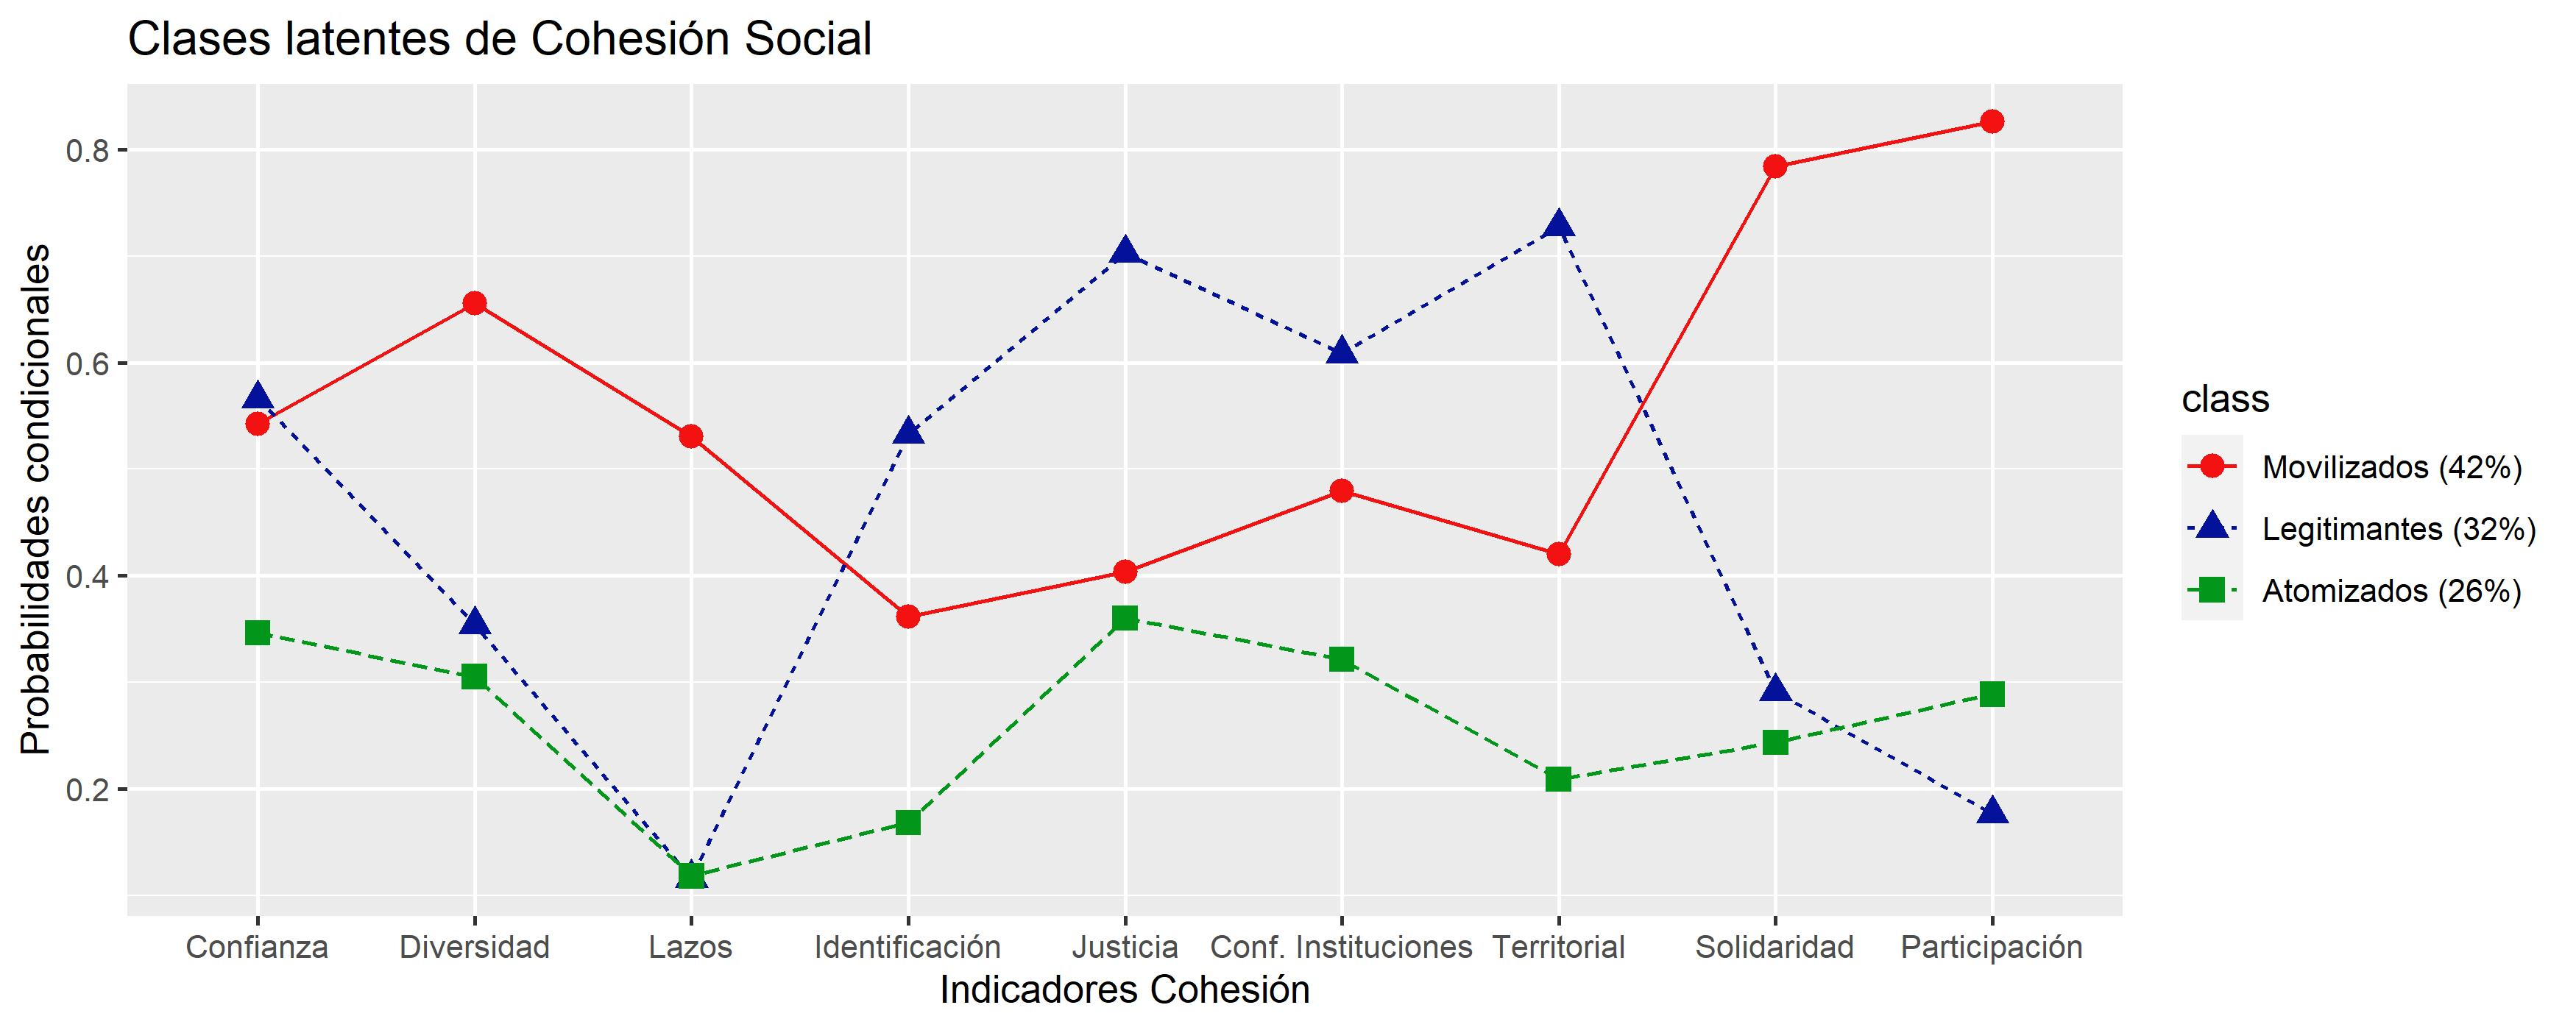 Clases latentes de Cohesión Social
Probabilidades condicionales
0.8
0.6
0.4
0.2
Confianza
Diversidad
Lazos
Identificación
Justicia
Conf. Instituciones
Territorial
Solidaridad
Participación
Indicadores Cohesión
class
Movilizados (42%)
Legitimantes (32%)
Atomizados (26%)